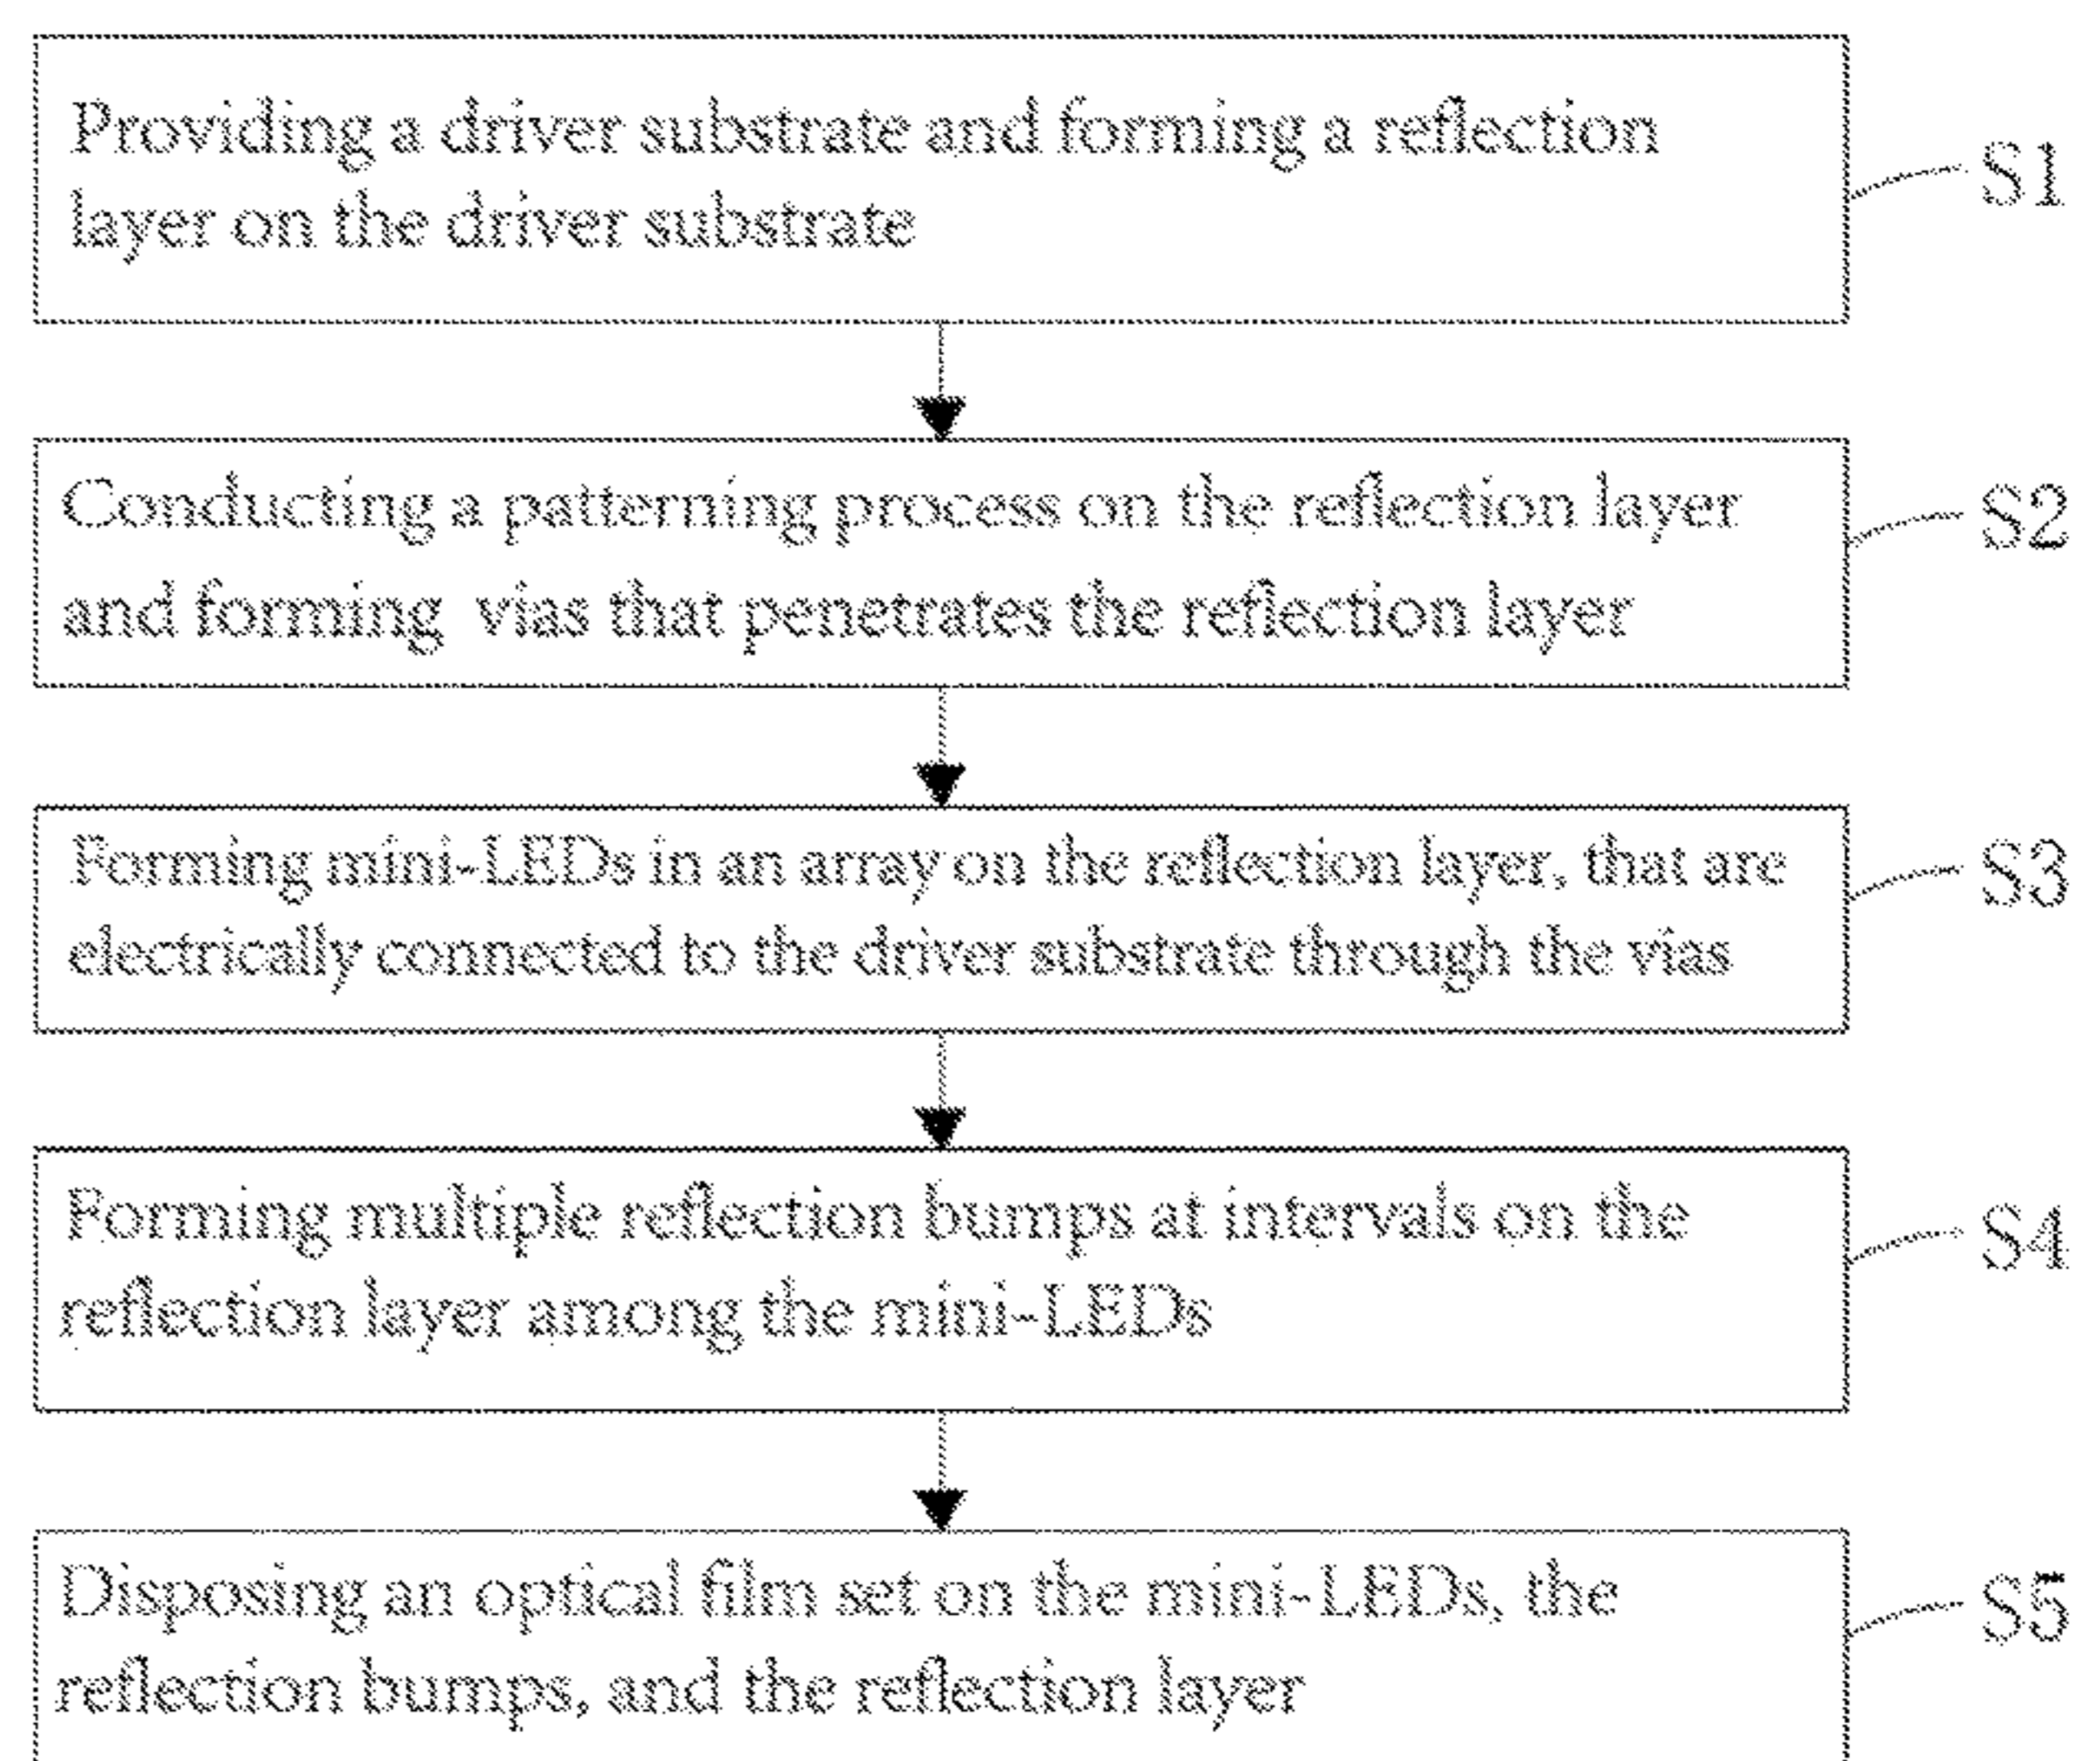 Providing a driver substrate and forming a reflection
layer on the driver substrate
S1
Conducting a patterning process on the reflection layer
and forming vias that penetrates the reflection layer
S2
Forming mini-LEDs in an array on the reflection layer, that are
electrically connected to the driver substrate through the vias
S3
Forming multiple reflection bumps at intervals on the
reflection layer among the mini-LEDs
S4
Disposing an optical film set on the mini-LEDs, the
reflection bumps, and the reflection layer
S5